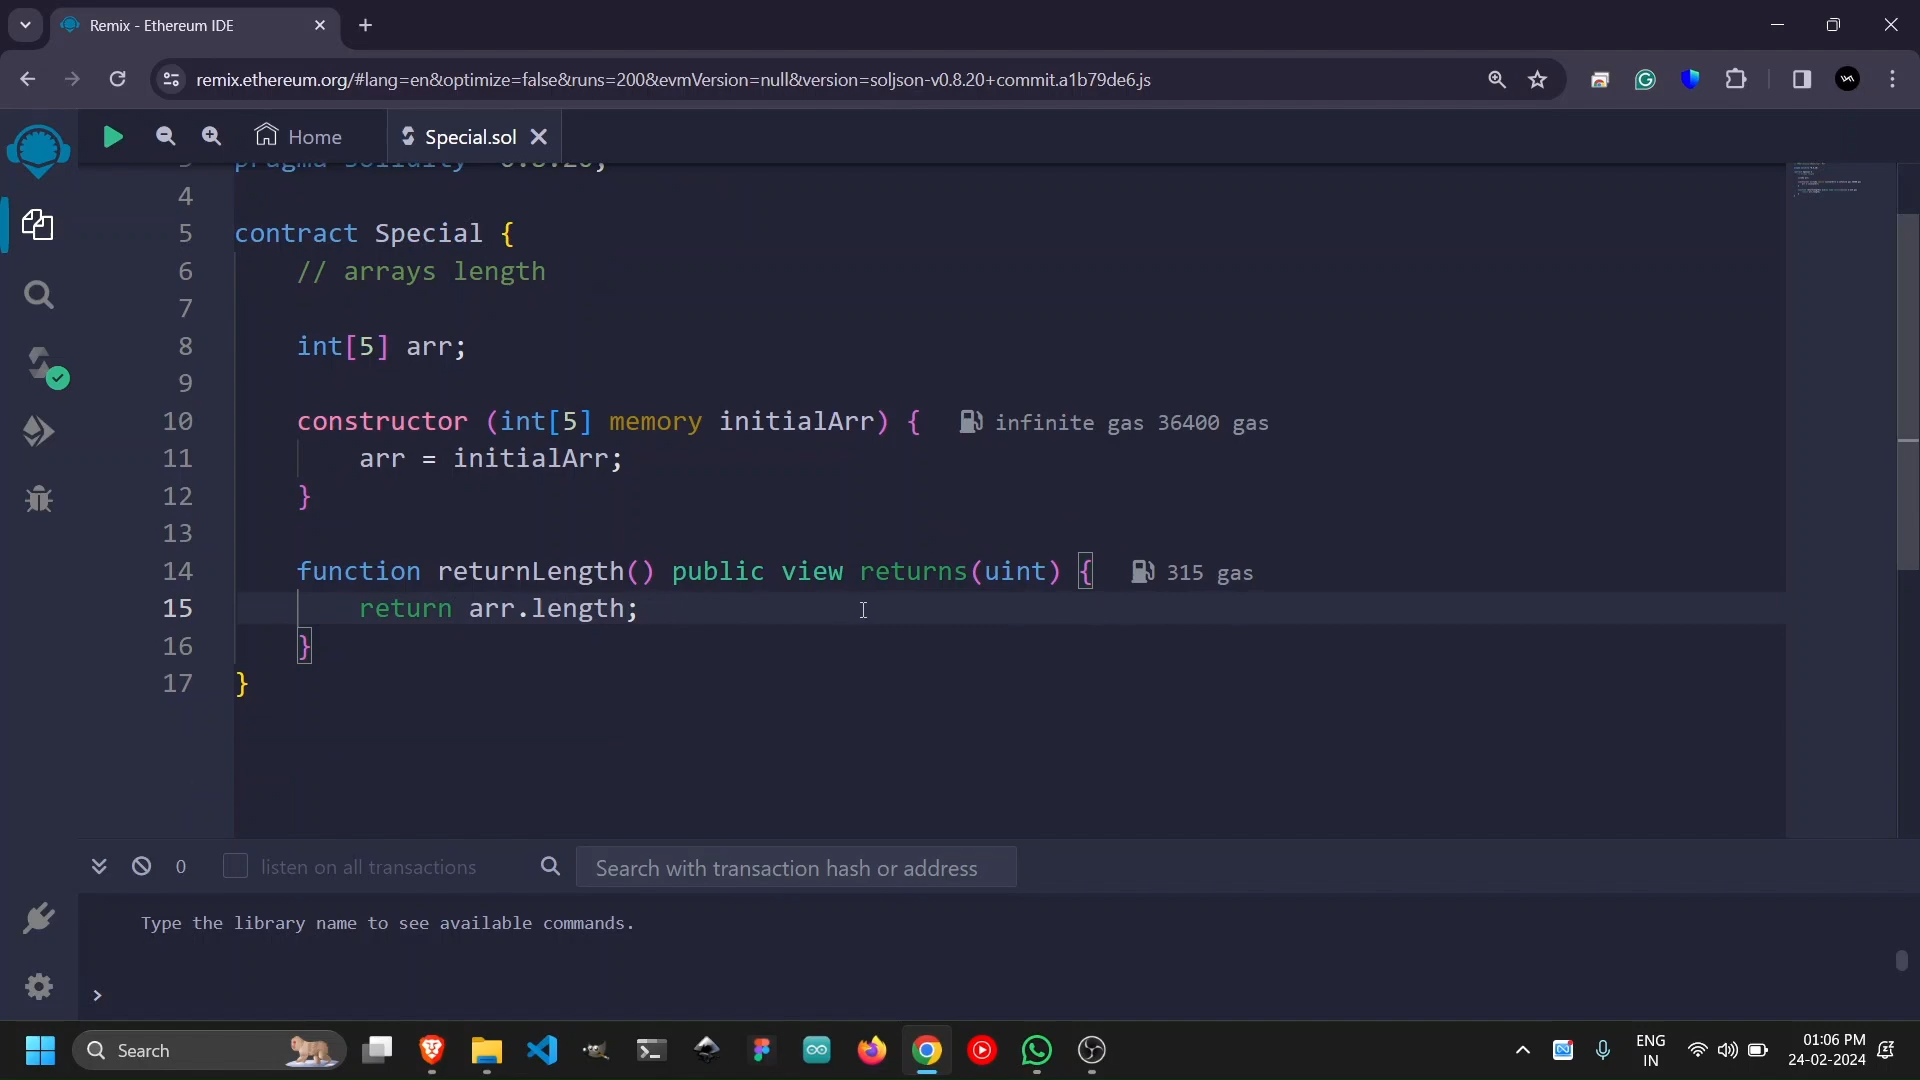 Remix - Ethereum IDE
remix.ethereum.org/#lang=en&optimize=false&runs=200&evmVersion=null&version=soljson-v0.8.20+commit.a1b79de6.js
Home
Special.sol
4
5 contract Special {
6 // arrays length
7
8 int[5] arr;
9
10 constructor (int[5] memory initialArr) { infinite gas 36400 gas
11 arr = initialArr;
12 }
13
14 function returnLength() public view returns(uint) { 315 gas
15 return arr.length;
16 }
17 }
0 listen on all transactions Search with transaction hash or address
Type the library name to see available commands.
>
Search
ENG
IN
01:06 PM
24-02-2024